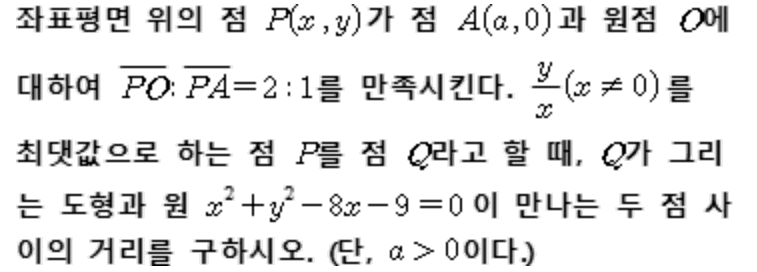 좌표평면 위의 점 P(x,y)가 점 A(a,0)과 원점 O에
대하여 \overline{PO}:\overline{PA}=2:1를 만족시킨다. \frac{y}{x}(x≠0)를
최댓값으로 하는 점 P를 점 Q라고 할 때, Q가 그리
는 도형과 원 x²+y²-8x-9=0이 만나는 두 점 사
이의 거리를 구하시오. (단, a>0이다.)